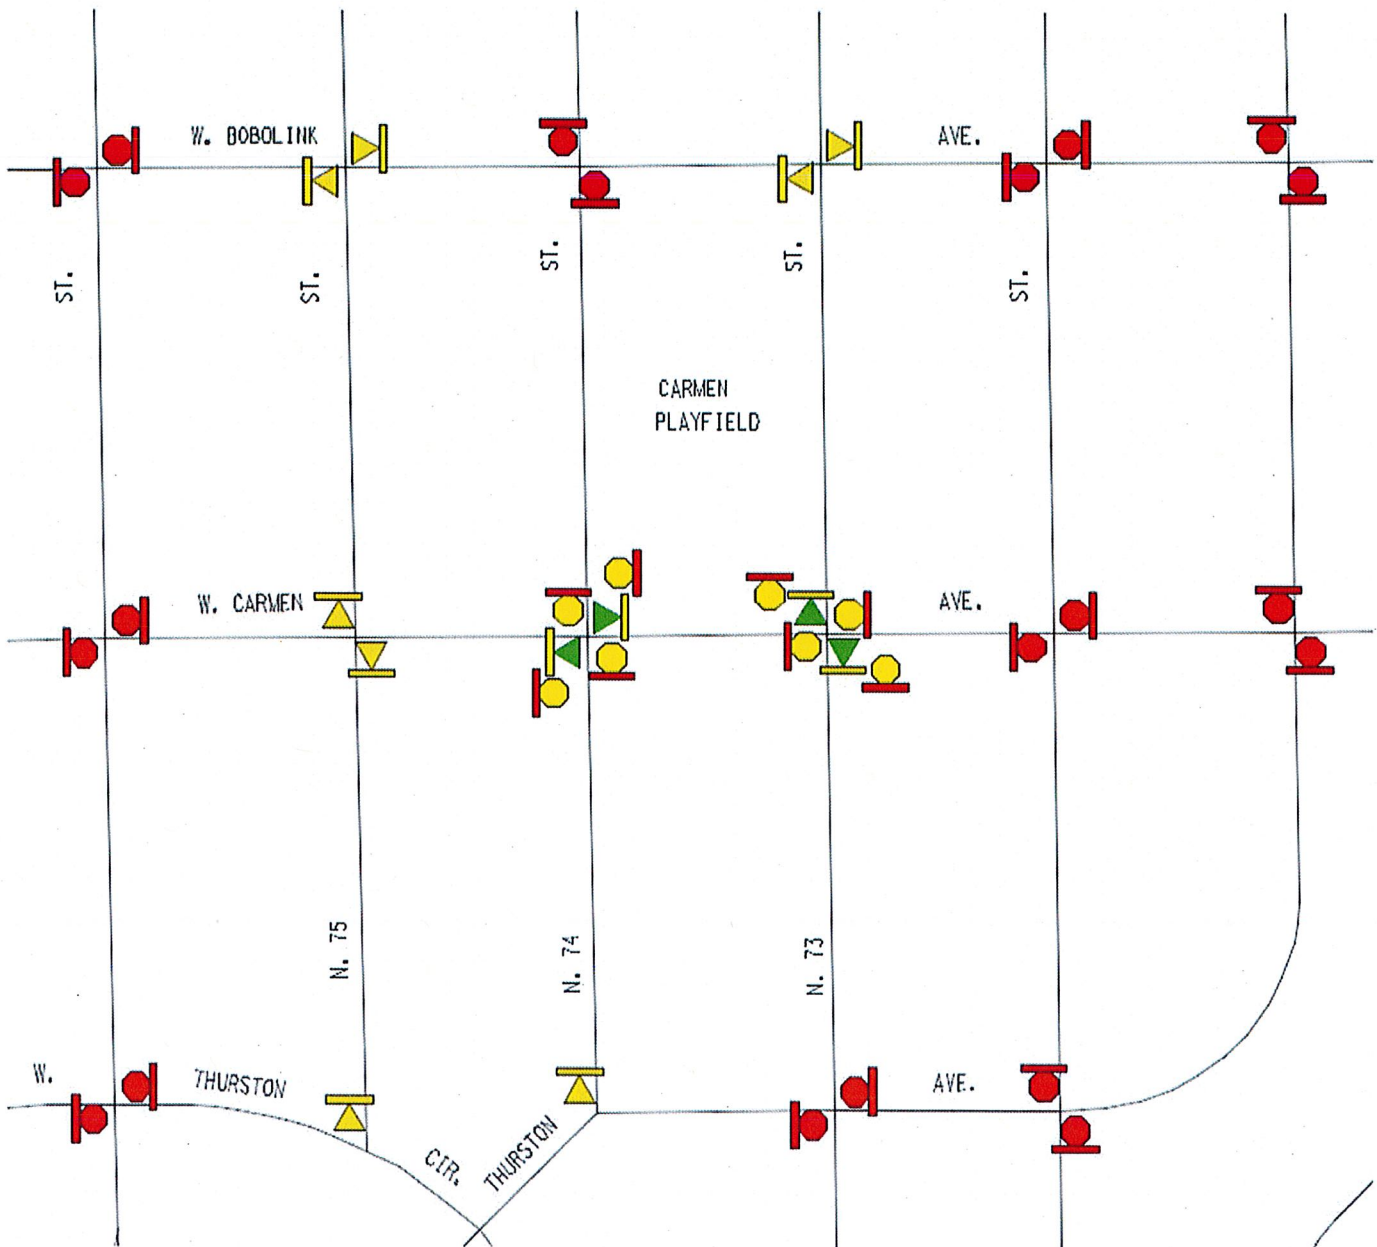 W. BOBOLINK
AVE.
ST.
ST.
ST.
ST.
ST.
CARMEN
PLAYFIELD
W. CARMEN
AVE.
N. 75
N. 74
N. 73
W.
THURSTON
CIR.
THURSTON
AVE.